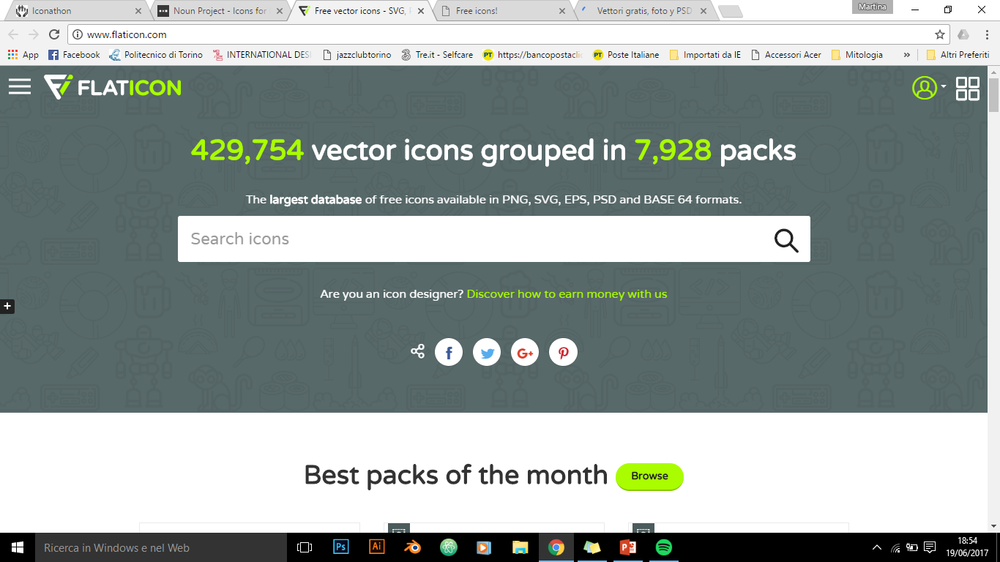 Iconathon
Noun Project - Icons for
Free vector icons - SVG,
Free icons!
Vettori gratis, foto y PSD
Martina
www.flaticon.com
App
Facebook
Politecnico di Torino
INTERNATIONAL DESI
jazzclubtorino
Tre.it - Selfcare
PT
https://bancopostaclic
PT
Poste Italiane
Importati da IE
Accessori Acer
Mitologia
»
Altri Preferiti
FLATICON
429,754 vector icons grouped in 7,928 packs
The largest database of free icons available in PNG, SVG, EPS, PSD and BASE 64 formats.
Search icons
Are you an icon designer? Discover how to earn money with us
+
f
G+
Best packs of the month
Browse
Ricerca in Windows e nel Web
Ps
Ai
18:54
19/06/2017